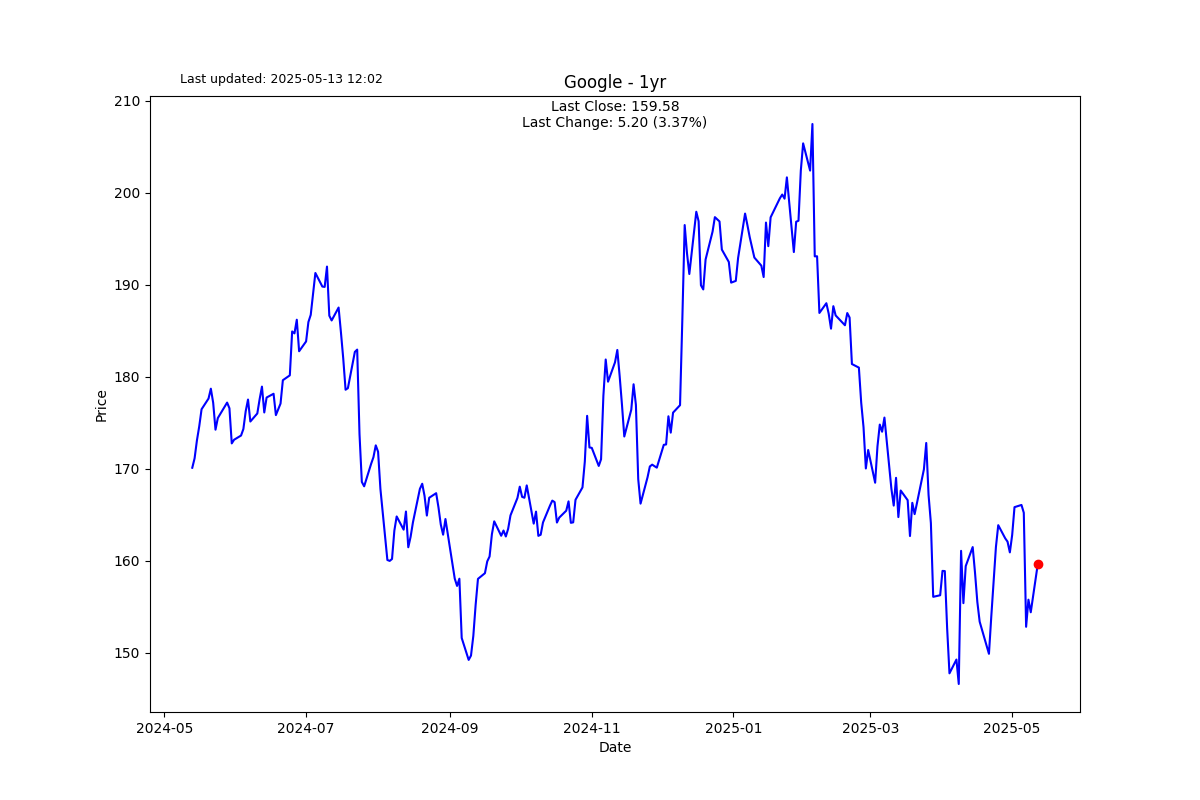 Last updated: 2025-05-13 12:02
Google - 1yr
Last Close: 159.58
Last Change: 5.20 (3.37%)
210
200
190
180
170
160
150
Price
2024-05
2024-07
2024-09
2024-11
2025-01
2025-03
2025-05
Date